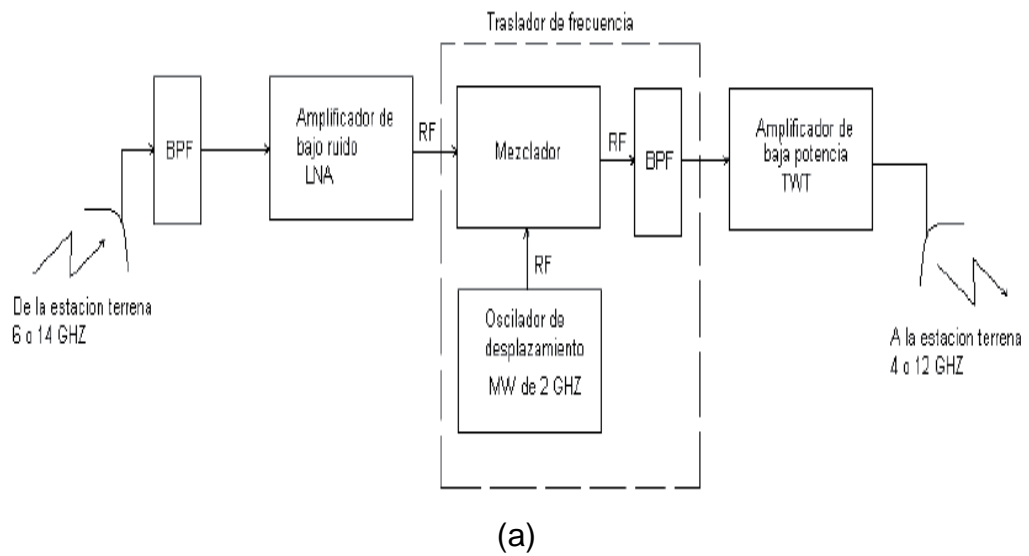 Traslador de frecuencia
BPF
Amplificador de
bajo ruido
LNA
RF
Mezclador
RF
BPF
Amplificador de
baja potencia
TWT
RF
Oscilador de
desplazamiento
MW de 2 GHZ
De la estacion terrena
6 o 14 GHZ
A la estacion terrena
4 o 12 GHZ
(a)